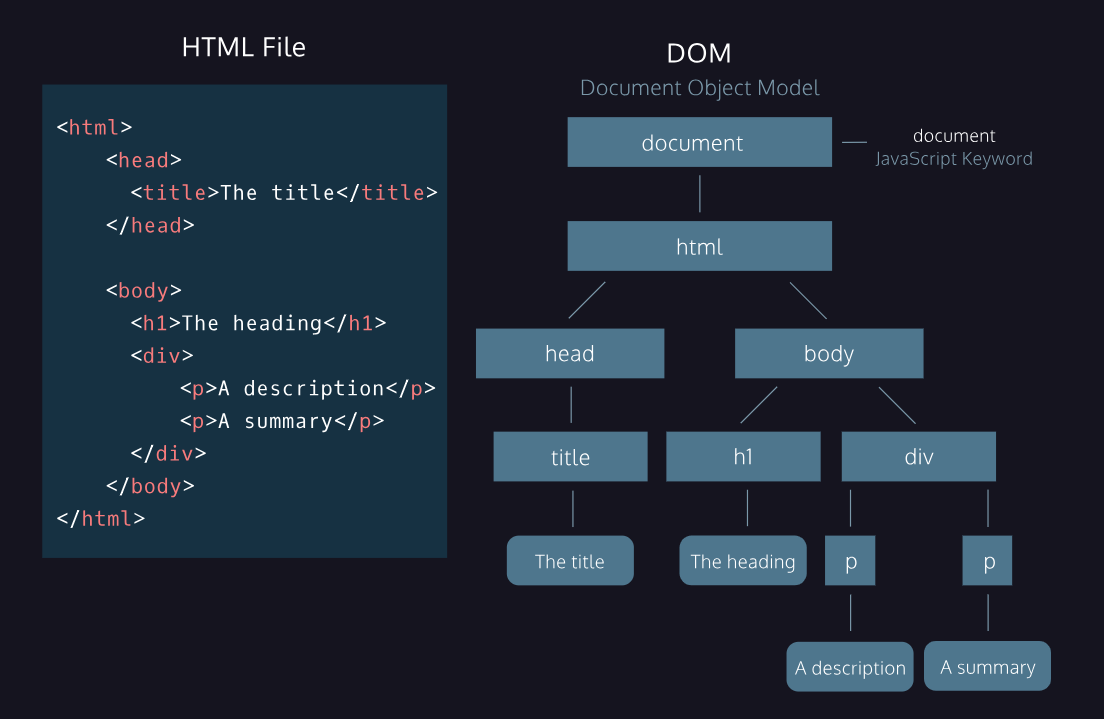 HTML File
<html>
<head>
<title>The title</title>
</head>
<body>
<h1>The heading</h1>
<div>
<p>A description</p>
<p>A summary</p>
</div>
</body>
</html>
DOM
Document Object Model
document
document
JavaScript Keyword
html
head
body
title
h1
div
The title
The heading
p
p
A description
A summary